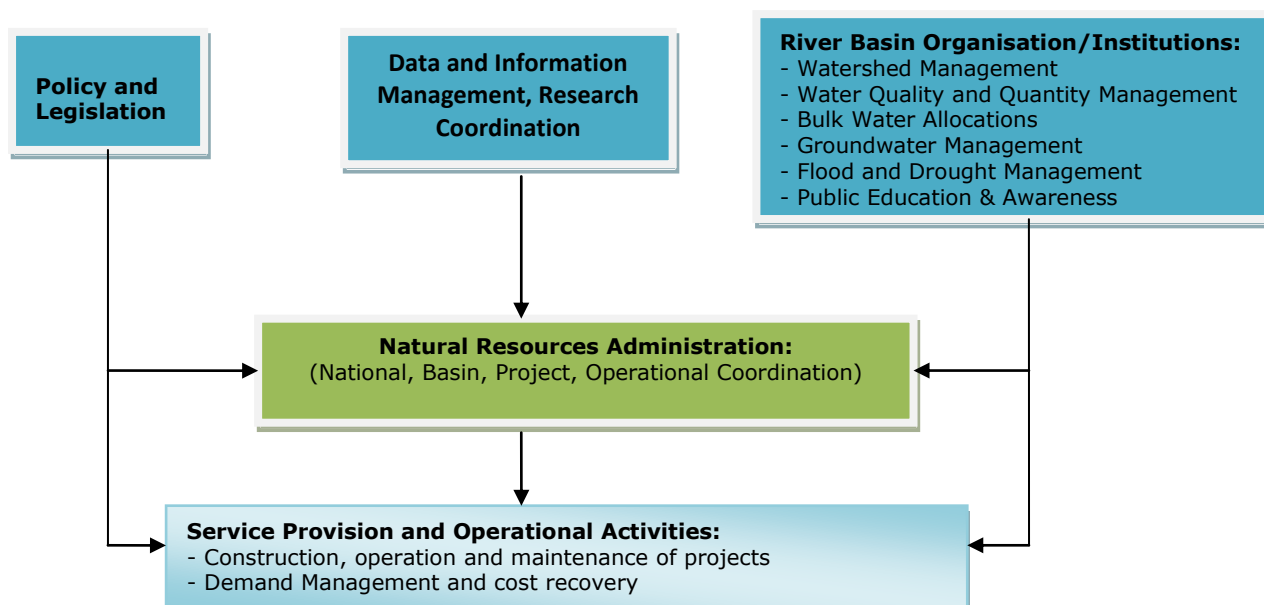 Policy and
Legislation
Data and Information
Management, Research
Coordination
River Basin Organisation/Institutions:
- Watershed Management
- Water Quality and Quantity Management
- Bulk Water Allocations
- Groundwater Management
- Flood and Drought Management
- Public Education & Awareness
Natural Resources Administration:
(National, Basin, Project, Operational Coordination)
Service Provision and Operational Activities:
- Construction, operation and maintenance of projects
- Demand Management and cost recovery